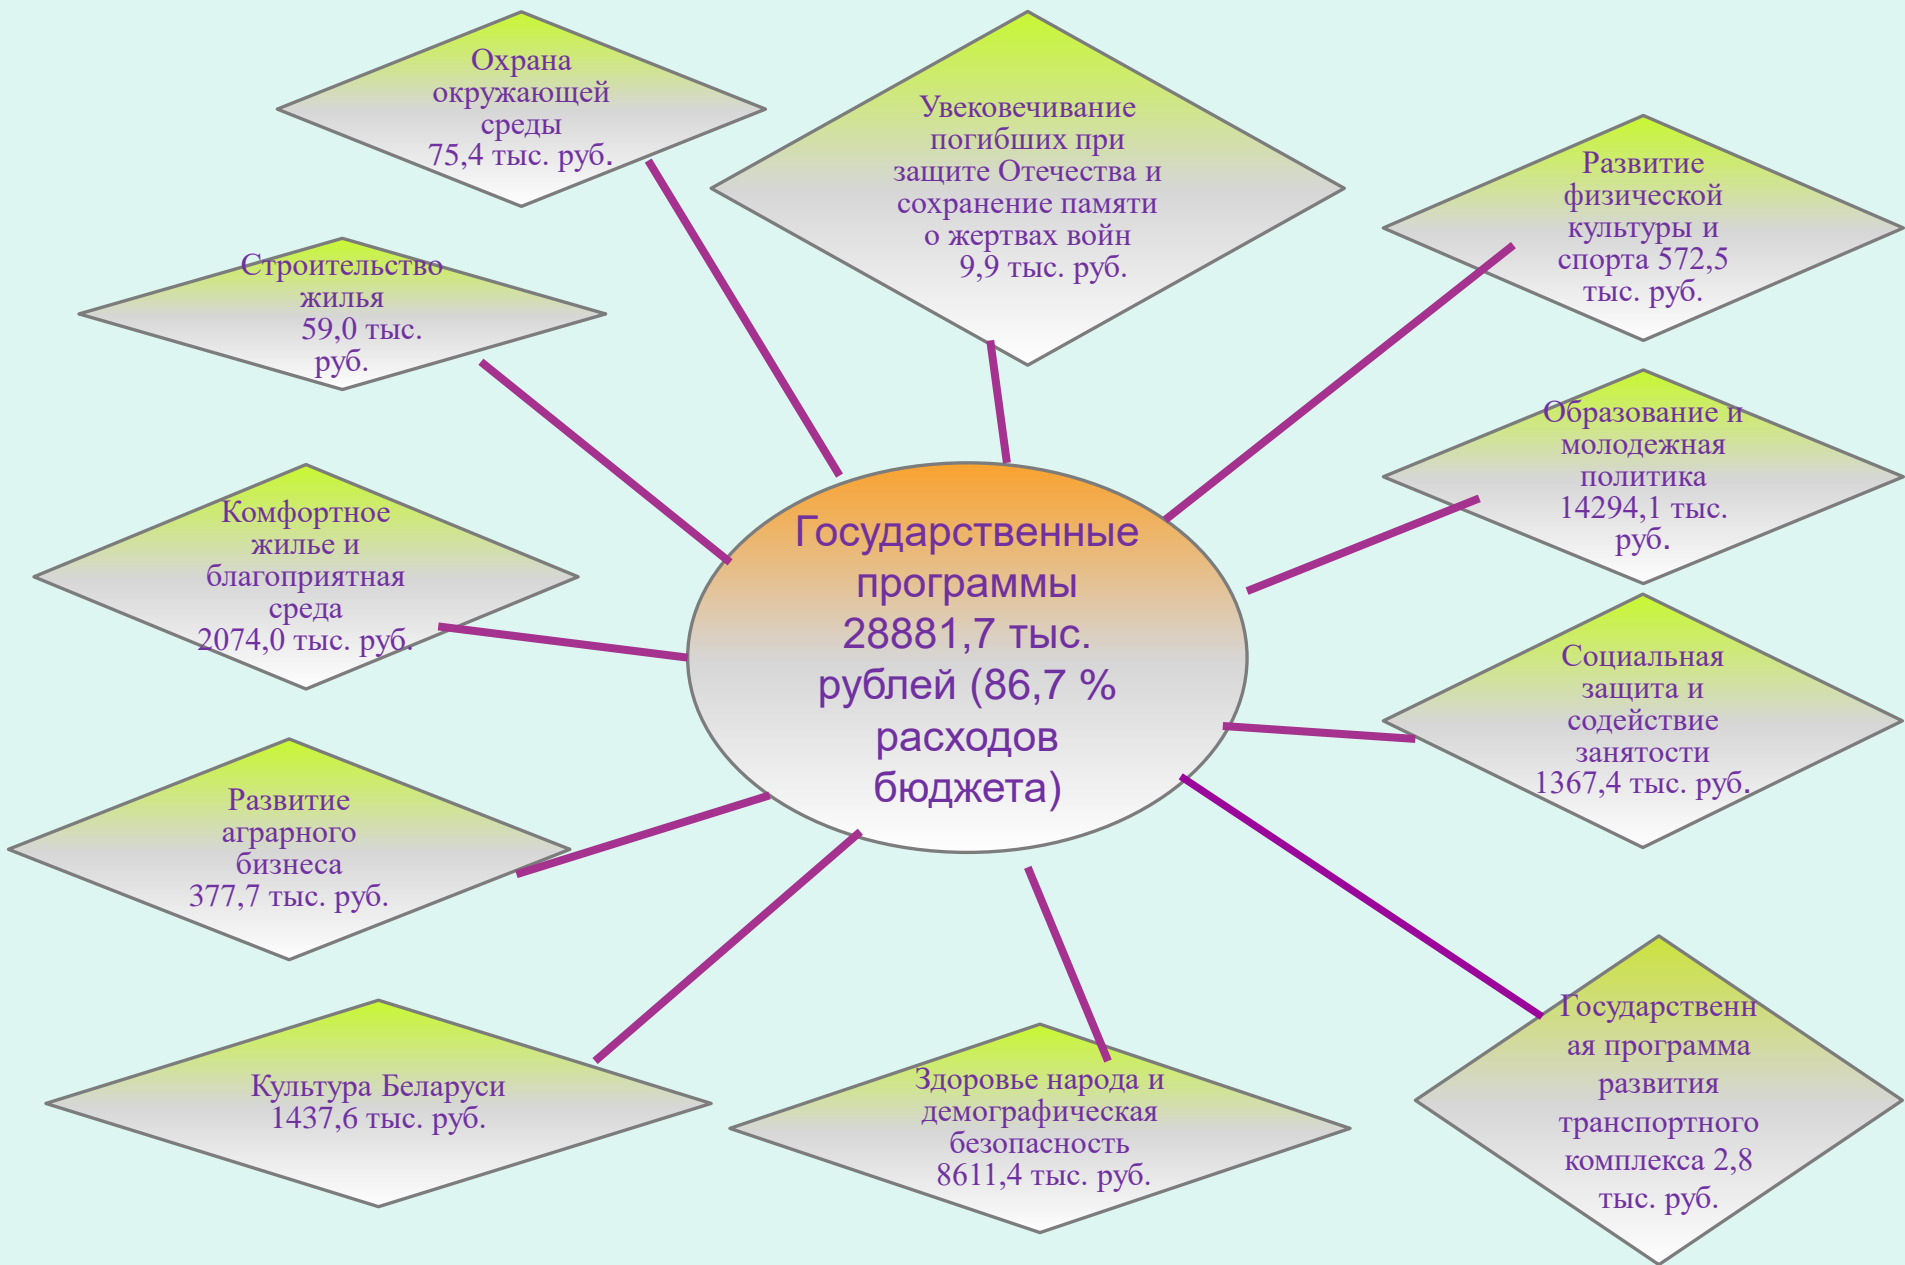 Охрана
окружающей
среды
75,4 тыс. руб.
Увековечивание
погибших при
защите Отечества и
сохранение памяти
о жертвах войн
9,9 тыс. руб.
Развитие
физической
культуры и
спорта 572,5
тыс. руб.
Строительство
жилья
59,0 тыс.
руб.
Образование и
молодежная
политика
14294,1 тыс.
руб.
Комфортное
жилье и
благоприятная
среда
2074,0 тыс. руб.
Государственные
программы
28881,7 тыс.
рублей (86,7 %
расходов
бюджета)
Социальная
защита и
содействие
занятости
1367,4 тыс. руб.
Развитие
аграрного
бизнеса
377,7 тыс. руб.
Культура Беларуси
1437,6 тыс. руб.
Здоровье народа и
демографическая
безопасность
8611,4 тыс. руб.
Государственн
ая программа
развития
транспортного
комплекса 2,8
тыс. руб.